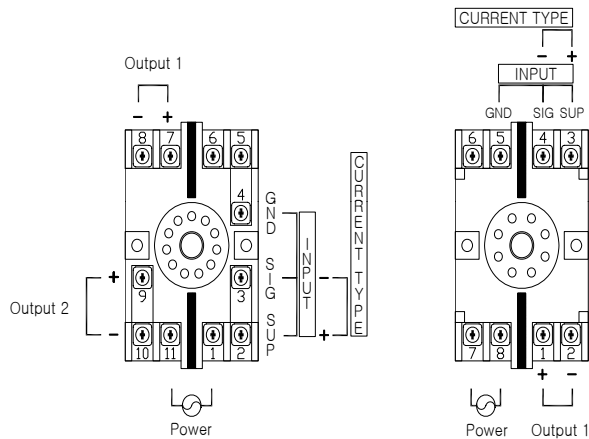 CURRENT TYPE
- +
INPUT
GND SIG SUP
6 5 4 3
7 8 1 2
+ -
Power Output 1
Output 1
- +
8 7 6 5
4
GND
SIG
SUP
INPUT
CURRENT TYPE
- +
3
+
9
Output 2
-
10 11 1 2
Power